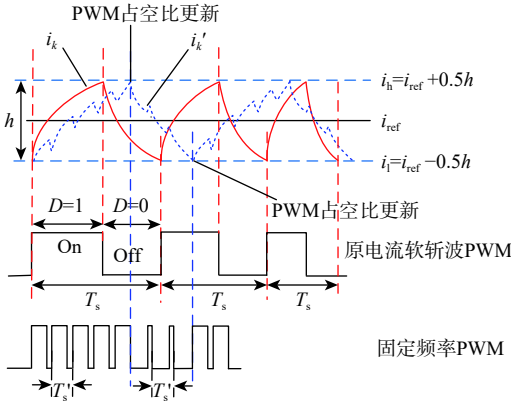 PWM占空比更新
i_k
i_k'
i_h=i_ref+0.5h
h
i_ref
i_l=i_ref−0.5h
D=1
D=0
PWM占空比更新
On
Off
原电流软斩波PWM
T_s
T_s
T_s
固定频率PWM
T_s'
T_s'